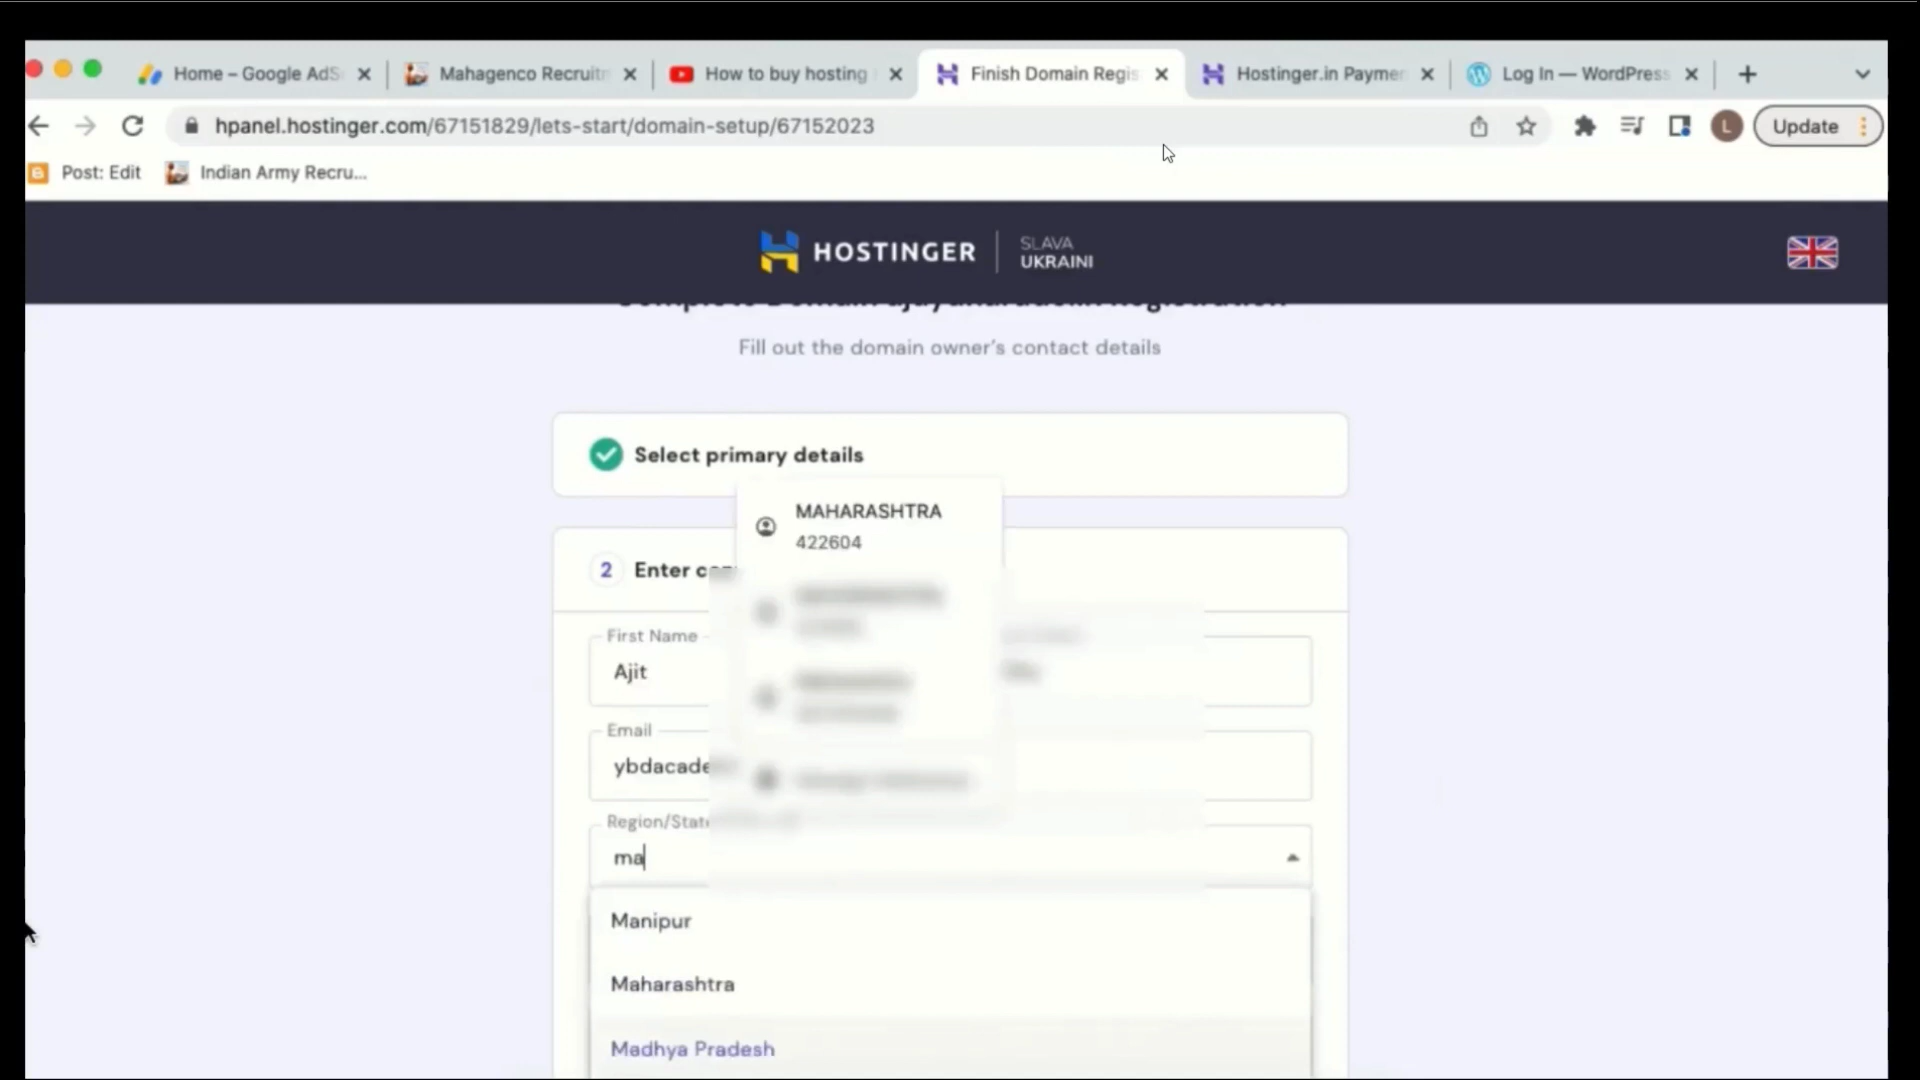 Home – Google AdS
Mahagenco Recruitm
How to buy hosting
Finish Domain Regis
Hostinger.in Paymen
Log In — WordPress
hpanel.hostinger.com/67151829/lets-start/domain-setup/67152023
L
Update
Post: Edit
Indian Army Recru...
HOSTINGER
SLAVA
UKRAINI
Fill out the domain owner's contact details
Select primary details
MAHARASHTRA
422604
2 Enter
First Name
Ajit
Email
ybdacade
Region/State
ma
Manipur
Maharashtra
Madhya Pradesh